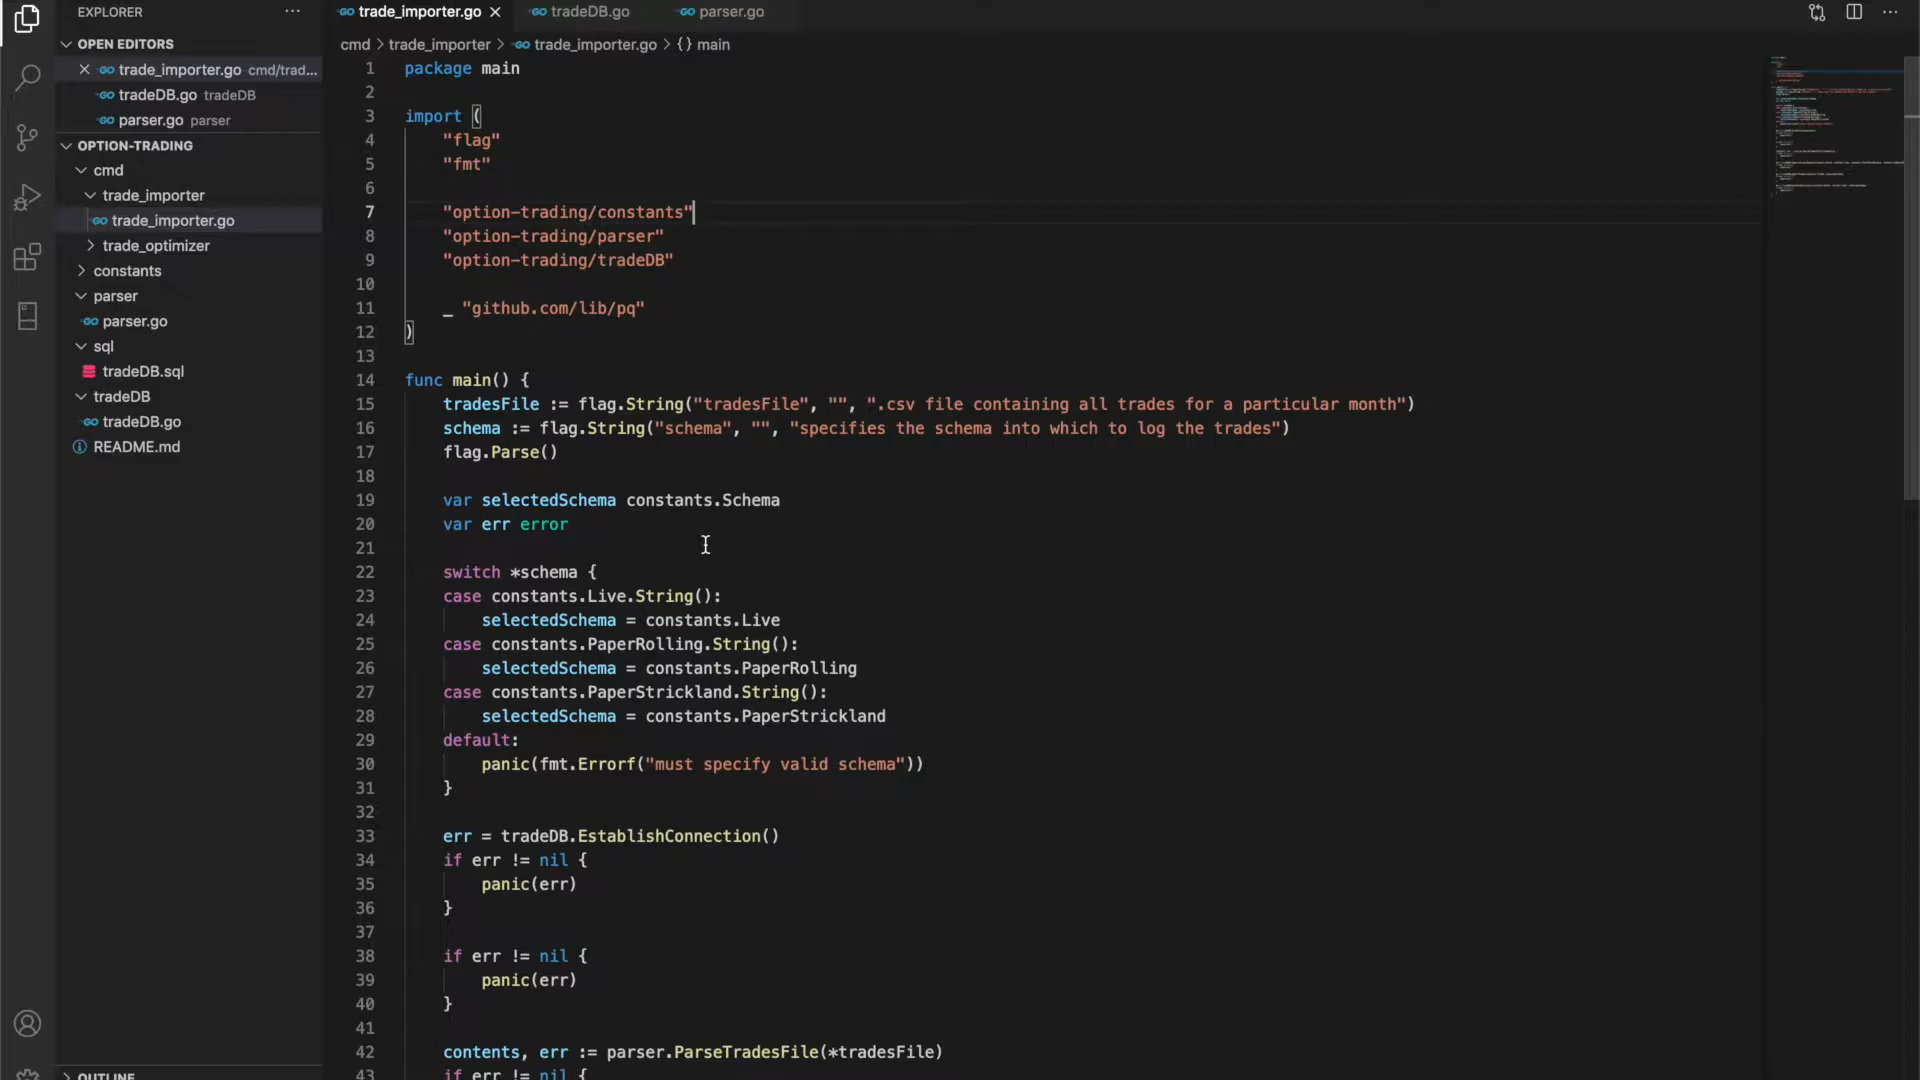 EXPLORER
OPEN EDITORS
trade_importer.go cmd/trad...
tradeDB.go tradeDB
parser.go parser
OPTION-TRADING
cmd
trade_importer
trade_importer.go
trade_optimizer
constants
parser
parser.go
sql
tradeDB.sql
tradeDB
tradeDB.go
README.md
OUTLINE
trade_importer.go
tradeDB.go
parser.go
cmd > trade_importer > trade_importer.go > {} main
1 package main
2
3 import (
4 "flag"
5 "fmt"
6
7 "option-trading/constants"
8 "option-trading/parser"
9 "option-trading/tradeDB"
10
11 _ "github.com/lib/pq"
12 )
13
14 func main() {
15 tradesFile := flag.String("tradesFile", "", ".csv file containing all trades for a particular month")
16 schema := flag.String("schema", "", "specifies the schema into which to log the trades")
17 flag.Parse()
18
19 var selectedSchema constants.Schema
20 var err error
21
22 switch *schema {
23 case constants.Live.String():
24 selectedSchema = constants.Live
25 case constants.PaperRolling.String():
26 selectedSchema = constants.PaperRolling
27 case constants.PaperStrickland.String():
28 selectedSchema = constants.PaperStrickland
29 default:
30 panic(fmt.Errorf("must specify valid schema"))
31 }
32
33 err = tradeDB.EstablishConnection()
34 if err != nil {
35 panic(err)
36 }
37
38 if err != nil {
39 panic(err)
40 }
41
42 contents, err := parser.ParseTradesFile(*tradesFile)
43 if err != nil {